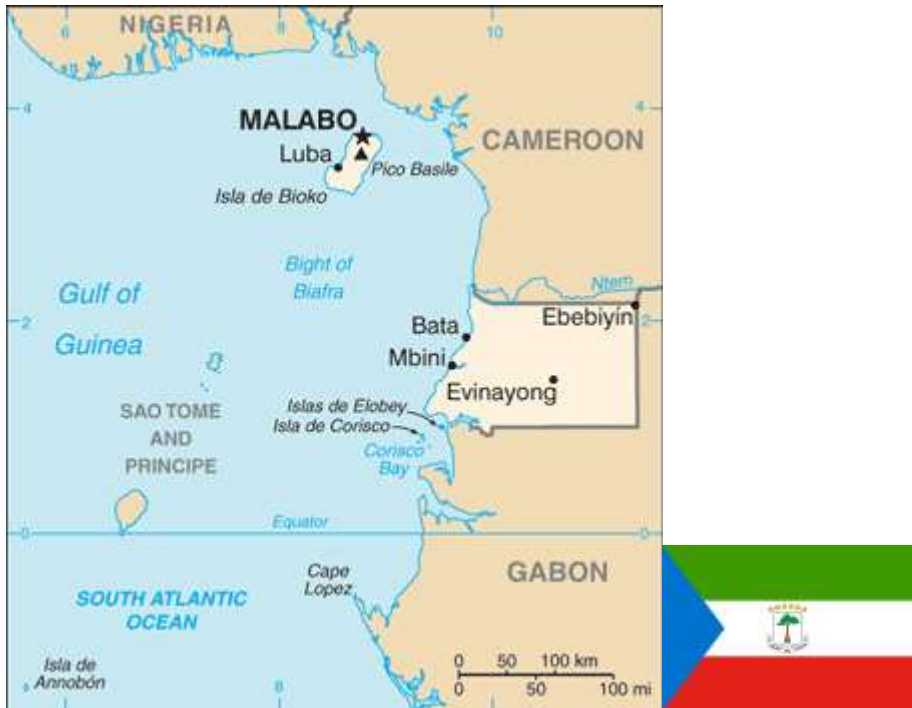 NIGERIA
6
10
4
4
MALABO
CAMEROON
Luba
Pico Basile
Isla de Bioko
Bight of
Biafra
Ntem
Gulf of
Guinea
2
Bata
Ebebiyín
2
Mbini
Evinayong
SAO TOME
AND
PRINCIPE
Islas de Elobey
Isla de Corisco
Corisco
Bay
0
Equator
0
Cape
Lopez
GABON
SOUTH ATLANTIC
OCEAN
0 50 100 km
0 50 100 mi
Isla de
Annobón